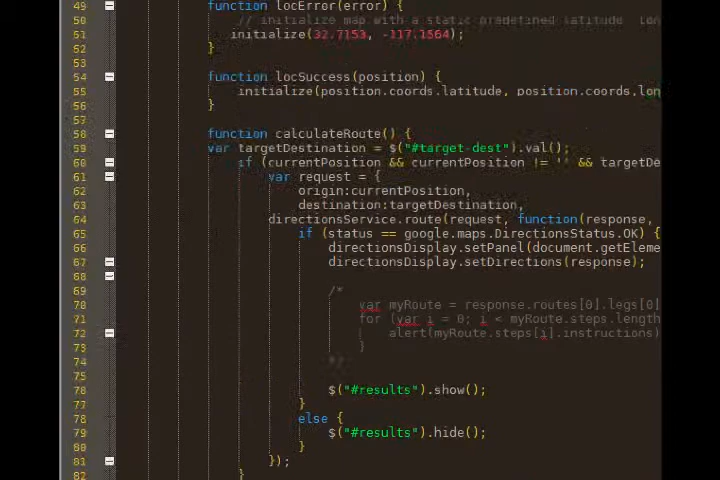 49 function locError(error) {
50 // initialize map with a static predefined latitude
51 initialize(32.7153, -117.1564);
52 }
53
54 function locSuccess(position) {
55 initialize(position.coords.latitude, position.coords.lon
56 }
57
58 function calculateRoute() {
59 var targetDestination = $("#target-dest").val();
60 if (currentPosition && currentPosition != '' && targetDe
61 var request = {
62 origin:currentPosition,
63 destination:targetDestination,
64 directionsService.route(request, function(response,
65 if (status == google.maps.DirectionsStatus.OK) {
66 directionsDisplay.setPanel(document.getEleme
67 directionsDisplay.setDirections(response);
68
69 /*
70 var myRoute = response.routes[0].legs[0]
71 for (var i = 0; i < myRoute.steps.length
72 alert(myRoute.steps[i].instructions)
73 }
74 */
75
76 $("#results").show();
77 }
78 else {
79 $("#results").hide();
80 }
81 });
82 }